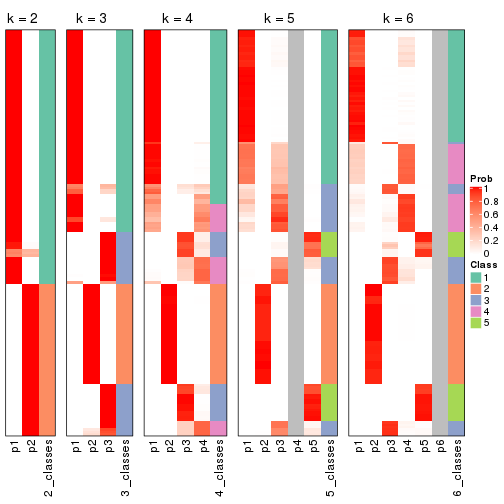 k = 2
k = 3
k = 4
k = 5
k = 6
p1
p2
2_classes
p1
p2
p3
3_classes
p1
p2
p3
p4
4_classes
p1
p2
p3
p4
p5
5_classes
p1
p2
p3
p4
p5
p6
6_classes
Prob
1
0.8
0.6
0.4
0.2
0
Class
1
2
3
4
5